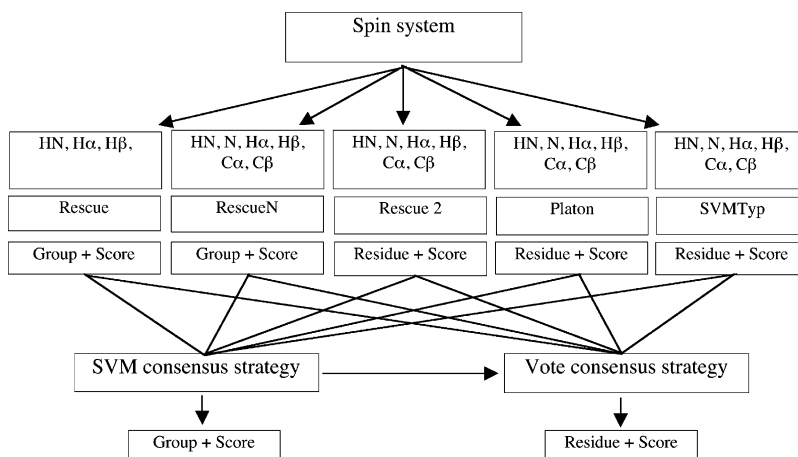 Spin system
HN, Hα, Hβ,
HN, N, Hα, Hβ,
Cα, Cβ
HN, N, Hα, Hβ,
Cα, Cβ
HN, N, Hα, Hβ,
Cα, Cβ
HN, N, Hα, Hβ,
Cα, Cβ
Rescue
RescueN
Rescue 2
Platon
SVMTyp
Group + Score
Group + Score
Residue + Score
Residue + Score
Residue + Score
SVM consensus strategy
Vote consensus strategy
Group + Score
Residue + Score